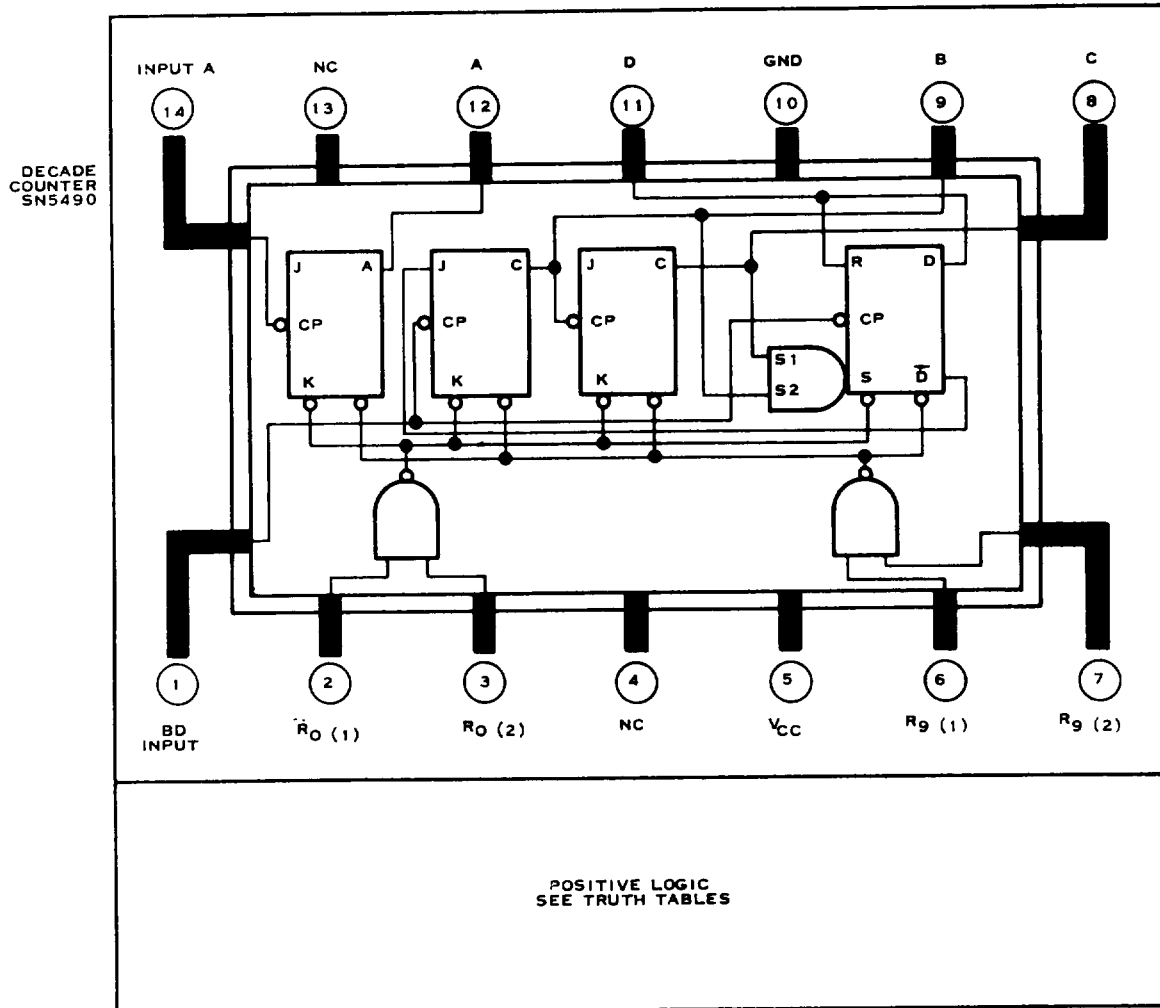 INPUT A NC A D GND B C
14 13 12 11 10 9 8
DECADE
COUNTER
SN5490
J A J C J C R D
CP CP CP CP
S1
K K K S2 S D̅
1 2 3 4 5 6 7
BD
INPUT
R0 (1) R0 (2) NC VCC R9 (1) R9 (2)
POSITIVE LOGIC
SEE TRUTH TABLES